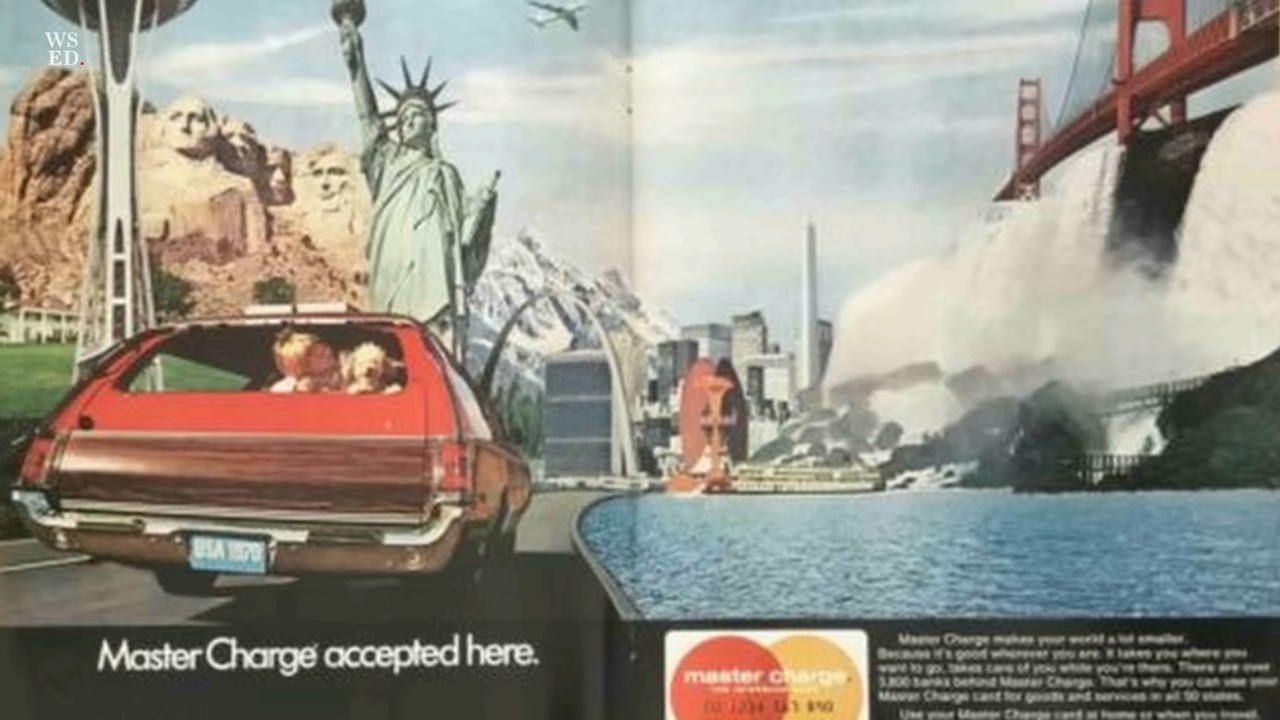 WS
ED.
USA 1970
Master Charge accepted here.
master charge
Master Charge makes your world a lot smaller.
Because it's good wherever you are. It takes you where you
want to go, takes care of you while you're there. There are over
3,800 banks behind Master Charge. That's why you can use your
Master Charge card for goods and services in all 50 states.
Use your Master Charge card at home or when you travel.